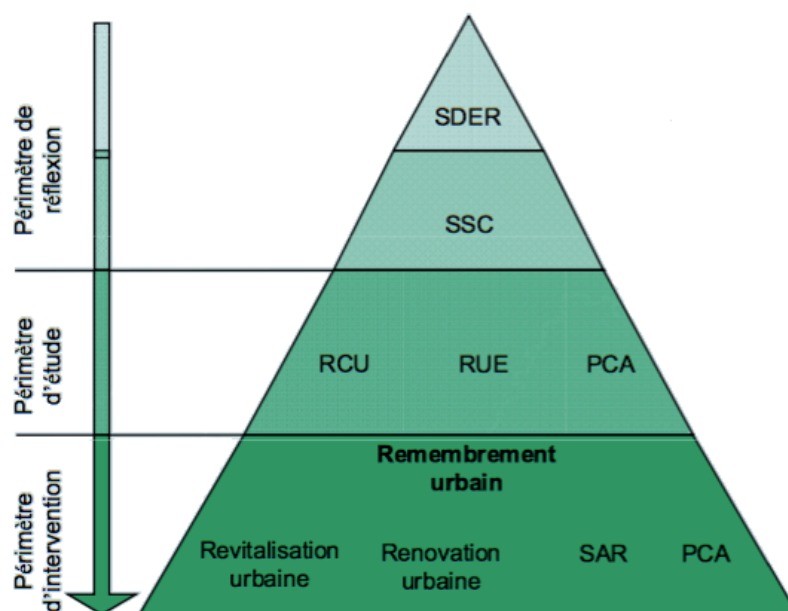 Périmètre de
réflexion
SDER
SSC
Périmètre
d'étude
RCU
RUE
PCA
Périmètre
d'intervention
Remembrement
urbain
Revitalisation
urbaine
Renovation
urbaine
SAR
PCA